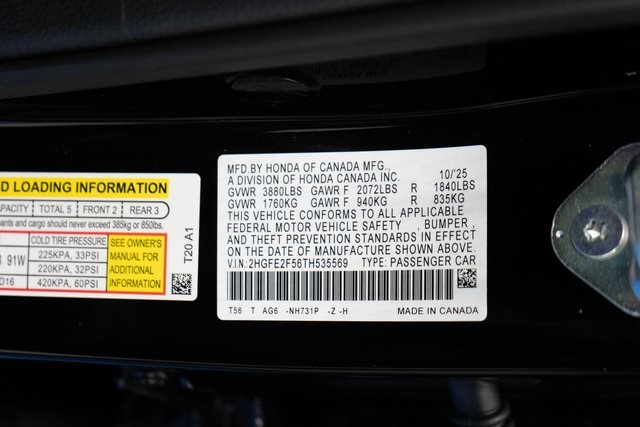 D LOADING INFORMATION
APACITY TOTAL 5 FRONT 2 REAR 3
pants and cargo should never exceed 385kg or 850lbs.
COLD TIRE PRESSURE
91W 225KPA, 33PSI
220KPA, 32PSI
D16 420KPA, 60PSI
SEE OWNER'S
MANUAL FOR
ADDITIONAL
INFORMATION
T20 A1
MFD.BY HONDA OF CANADA MFG., 10/'25
A DIVISION OF HONDA CANADA INC.
GVWR 3880LBS GAWR F 2072LBS R 1840LBS
GVWR 1760KG GAWR F 940KG R 835KG
THIS VEHICLE CONFORMS TO ALL APPLICABLE
FEDERAL MOTOR VEHICLE SAFETY , BUMPER ,
AND THEFT PREVENTION STANDARDS IN EFFECT
ON THE DATE OF MANUFACTURE SHOWN ABOVE.
V.I.N. 2HGFE2F56TH535569 TYPE: PASSENGER CAR
T56 T AG6 -NH731P -Z -H MADE IN CANADA